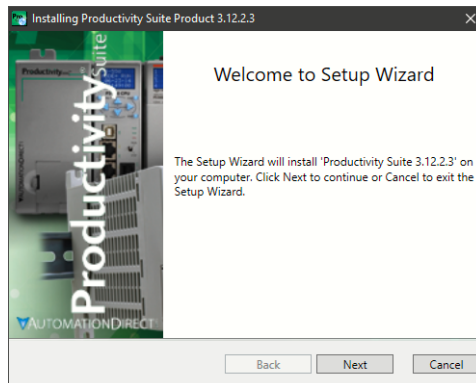 Installing Productivity Suite Product 3.12.2.3
Productivity Suite
Welcome to Setup Wizard
The Setup Wizard will install 'Productivity Suite 3.12.2.3' on
your computer. Click Next to continue or Cancel to exit the
Setup Wizard.
AUTOMATIONDIRECT
Back
Next
Cancel